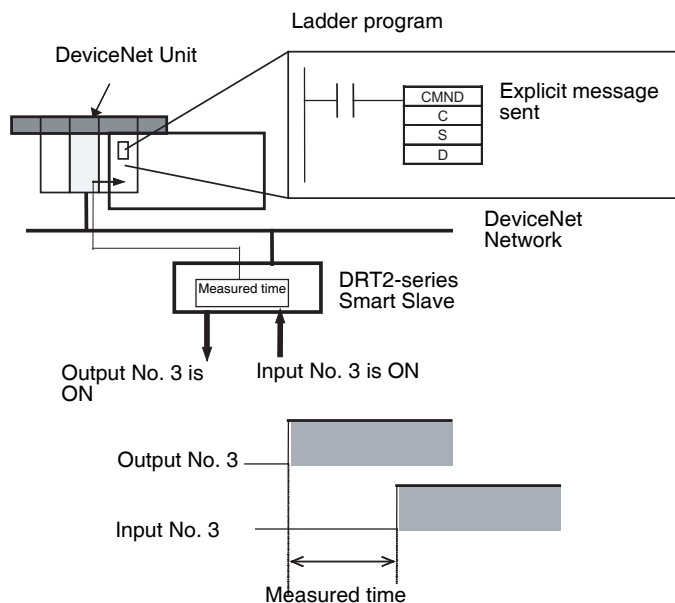 Ladder program
DeviceNet Unit
CMND
C
S
D
Explicit message
sent
DeviceNet
Network
Measured time
DRT2-series
Smart Slave
Output No. 3 is
ON
Input No. 3 is ON
Output No. 3
Input No. 3
Measured time